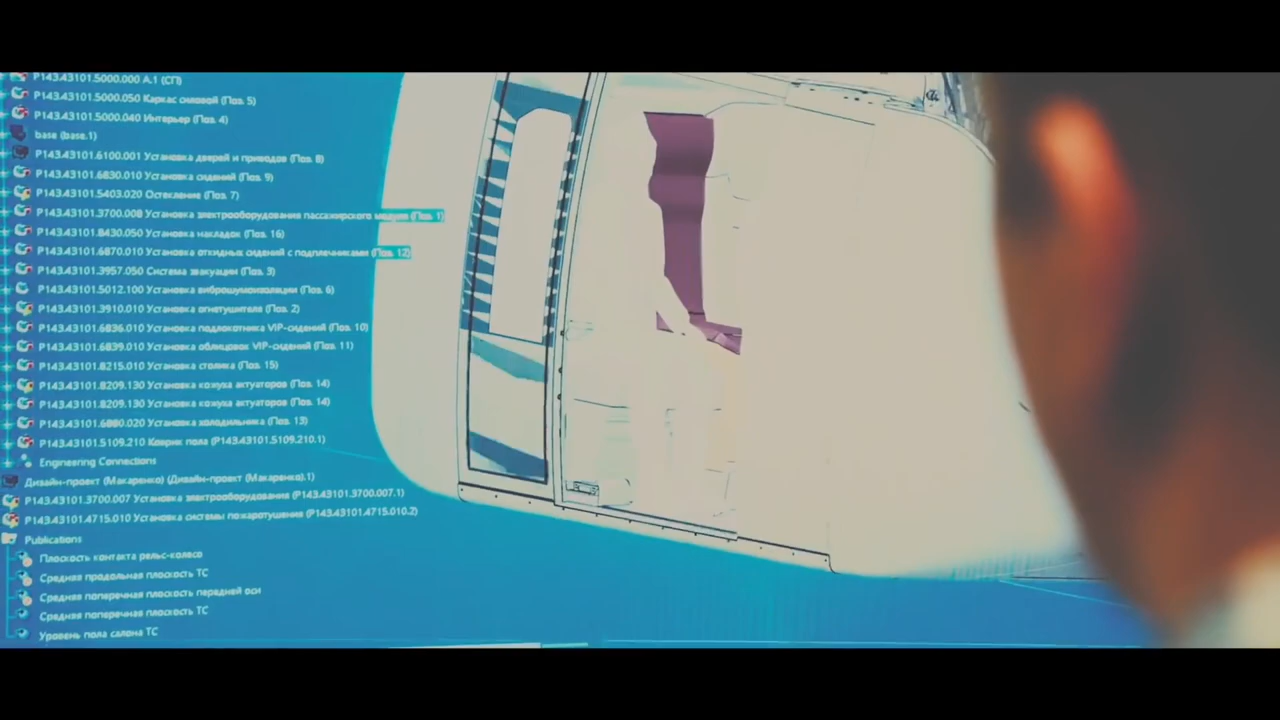 P143.43101.5000.000 A.1 (СП)
P143.43101.5000.050 Каркас силовой (Поз. 5)
P143.43101.5000.040 Интерьер (Поз. 4)
base (base.1)
P143.43101.6100.001 Установка дверей и приводов (Поз. 8)
P143.43101.6830.010 Установка сидений (Поз. 9)
P143.43101.5403.020 Остекление (Поз. 7)
P143.43101.3700.008 Установка электрооборудования пассажирского модуля (Поз. 1)
P143.43101.8430.050 Установка накладок (Поз. 16)
P143.43101.6870.010 Установка откидных сидений с подплечниками (Поз. 12)
P143.43101.3957.050 Система эвакуации (Поз. 3)
P143.43101.5012.100 Установка виброшумоизоляции (Поз. 6)
P143.43101.3910.010 Установка огнетушителя (Поз. 2)
P143.43101.6836.010 Установка подлокотника VIP-сидений (Поз. 10)
P143.43101.6839.010 Установка облицовок VIP-сидений (Поз. 11)
P143.43101.8215.010 Установка столика (Поз. 15)
P143.43101.8209.130 Установка кожуха актуаторов (Поз. 14)
P143.43101.8209.130 Установка кожуха актуаторов (Поз. 14)
P143.43101.6880.020 Установка холодильника (Поз. 13)
P143.43101.5109.210 Коврик пола (P143.43101.5109.210.1)
Engineering Connections
Дизайн-проект (Макаренко) (Дизайн-проект (Макаренко).1)
P143.43101.3700.007 Установка электрооборудования (P143.43101.3700.007.1)
P143.43101.4715.010 Установка системы пожаротушения (P143.43101.4715.010.2)
Publications
Плоскость контакта рельс-колесо
Средняя продольная плоскость ТС
Средняя поперечная плоскость передней оси
Средняя поперечная плоскость ТС
Уровень пола салона ТС